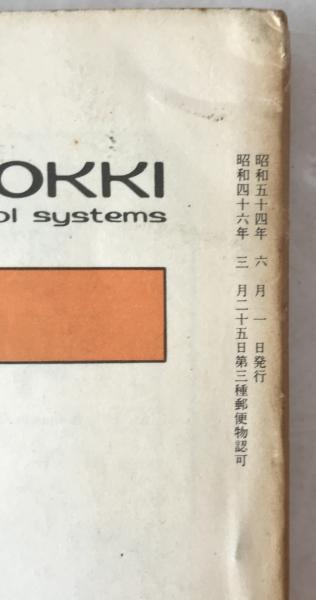 OKKI
ol systems
昭和五十四年 六 月 一 日発行
昭和四十六年 三 月二十五日第三種郵便物認可